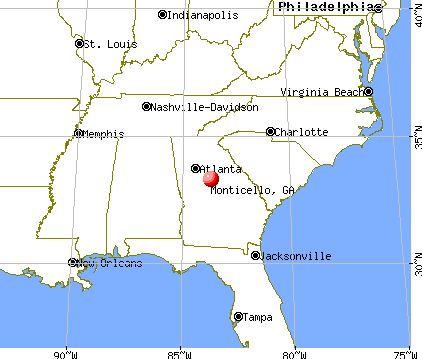 Philadelphia
40°N
Indianapolis
St. Louis
Virginia Beach
Nashville-Davidson
Memphis
Charlotte
35°N
Atlanta
Monticello, GA
New Orleans
Jacksonville
30°N
Tampa
90°W
85°W
80°W
75°W